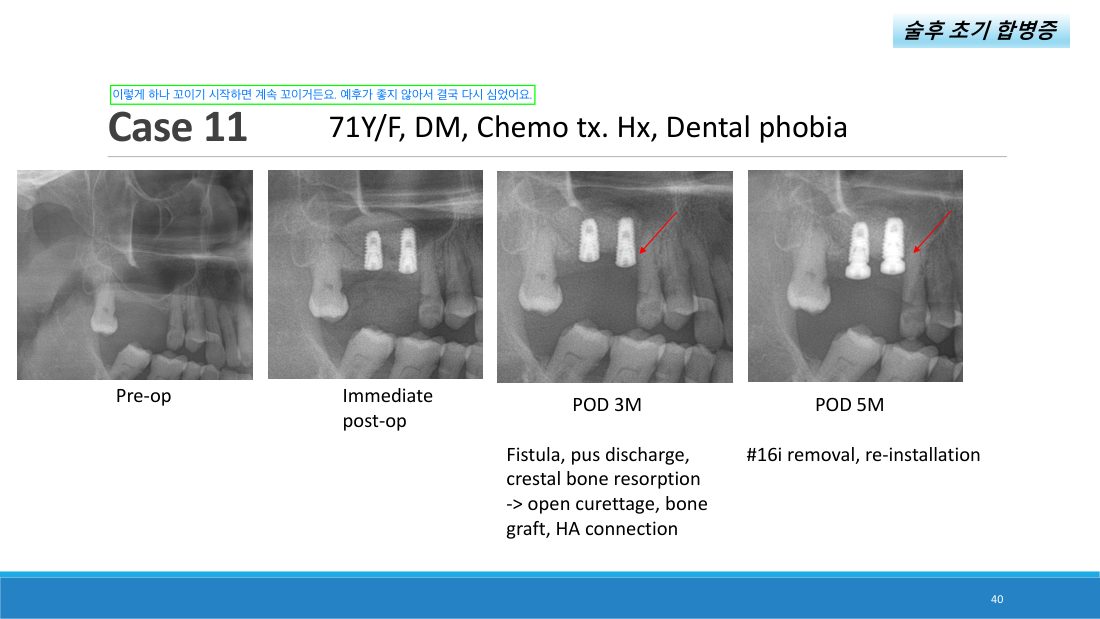 술후 초기 합병증
이렇게 하나 꼬이기 시작하면 계속 꼬이거든요. 예후가 좋지 않아서 결국 다시 심었어요.
Case 11
71Y/F, DM, Chemo tx. Hx, Dental phobia
Pre-op
Immediate
post-op
POD 3M
Fistula, pus discharge,
crestal bone resorption
-> open curettage, bone
graft, HA connection
POD 5M
#16i removal, re-installation
40